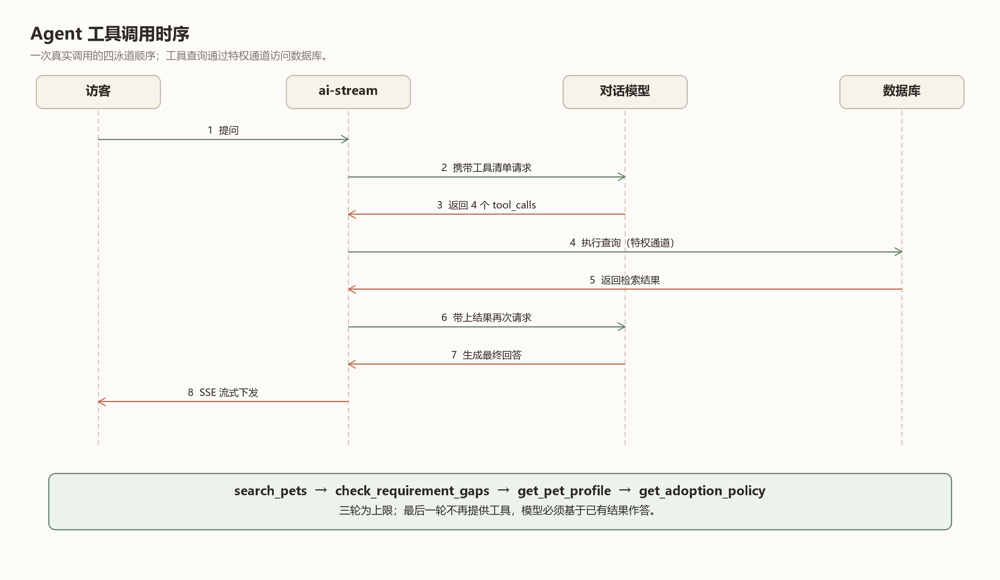 Agent 工具调用时序
一次真实调用的四泳道顺序；工具查询通过特权通道访问数据库。
访客
ai-stream
对话模型
数据库
1 提问
2 携带工具清单请求
3 返回 4 个 tool_calls
4 执行查询（特权通道）
5 返回检索结果
6 带上结果再次请求
7 生成最终回答
8 SSE 流式下发
search_pets → check_requirement_gaps → get_pet_profile → get_adoption_policy
三轮为上限；最后一轮不再提供工具，模型必须基于已有结果作答。